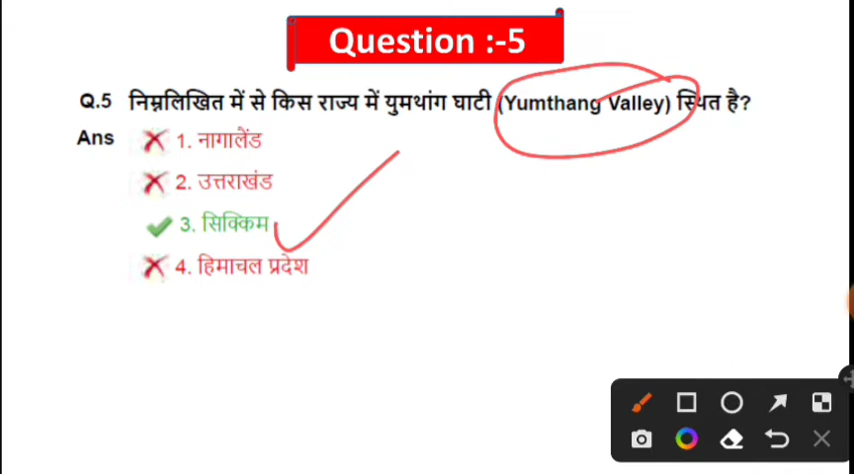 Question :-5
Q.5 निम्नलिखित में से किस राज्य में युमथांग घाटी (Yumthang Valley) स्थित है?
Ans 1. नागालैंड
2. उत्तराखंड
3. सिक्किम
4. हिमाचल प्रदेश